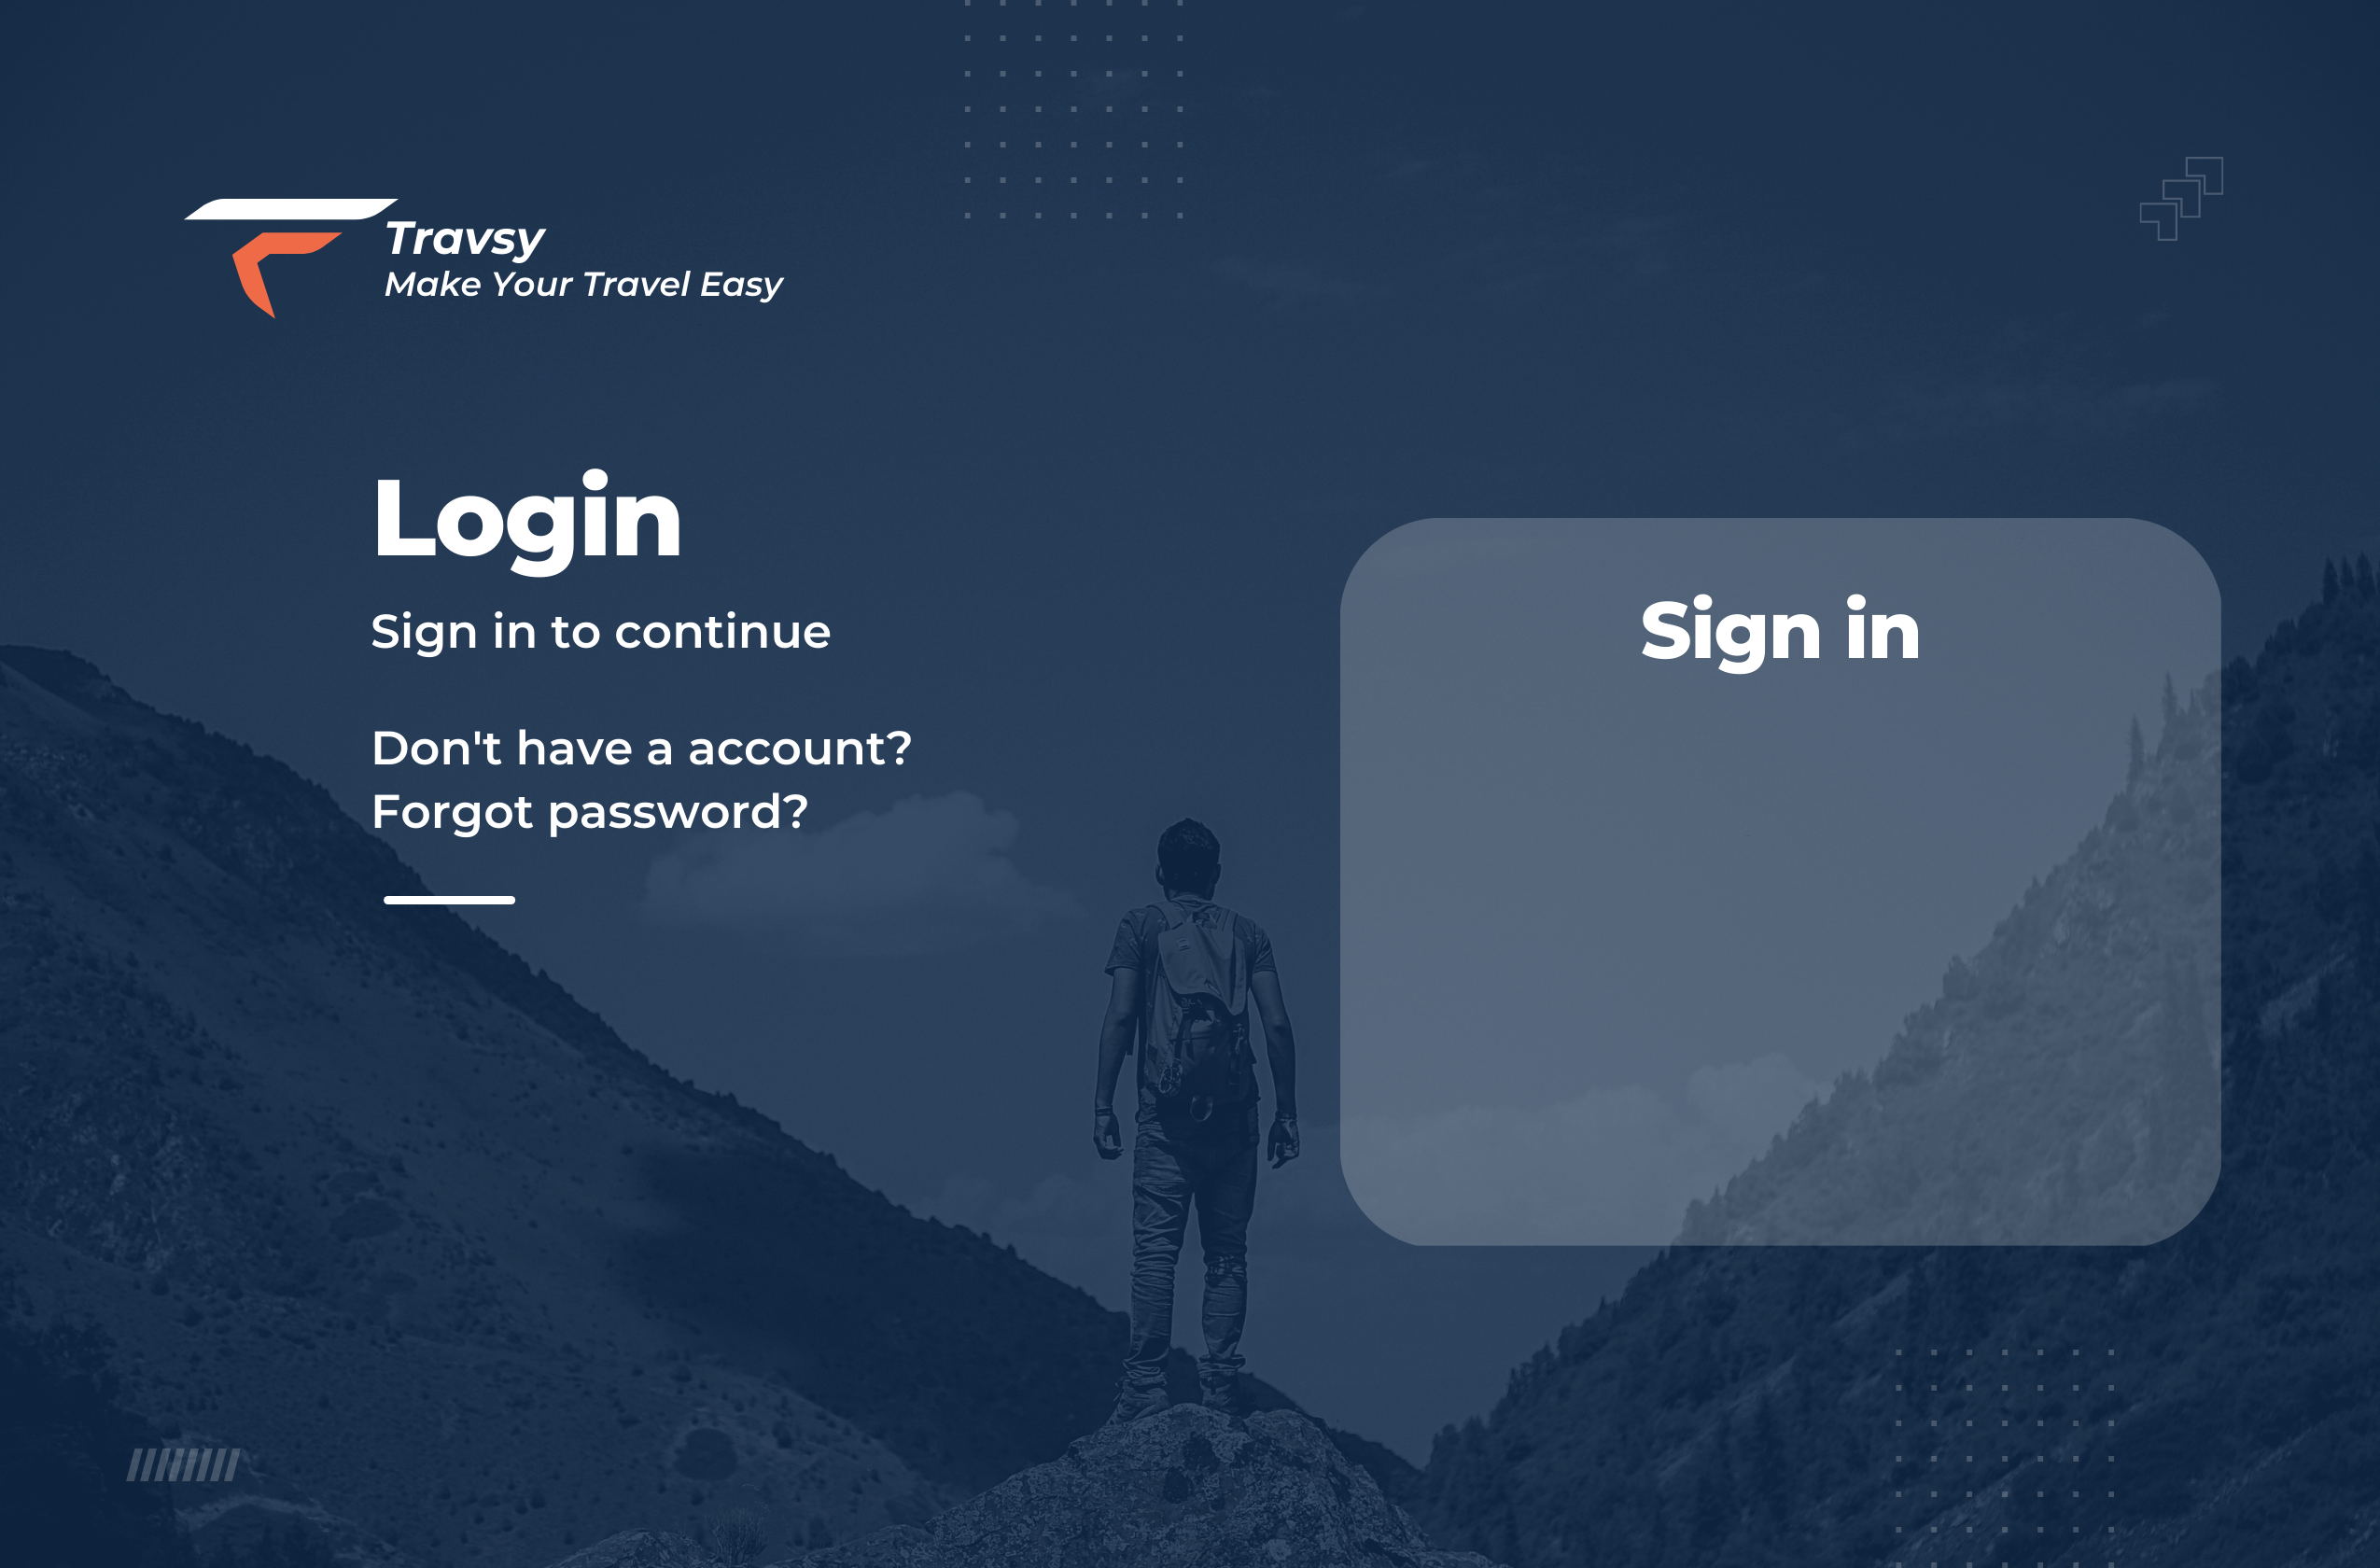 Travsy
Make Your Travel Easy
Login
Sign in to continue
Don't have a account?
Forgot password?
Sign in